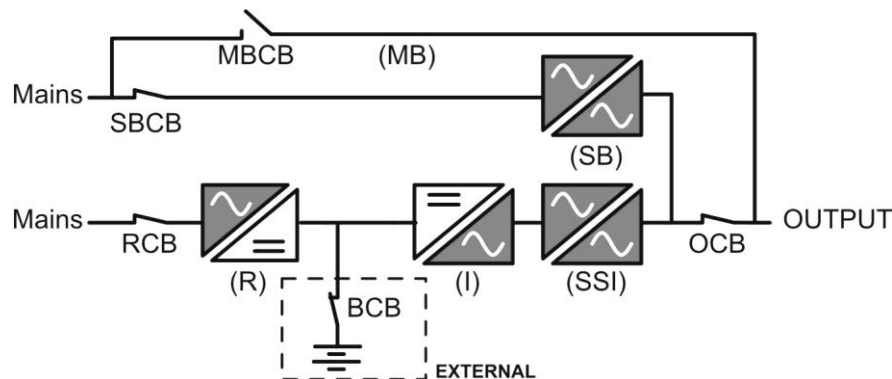 MBCB
(MB)
Mains
SBCB
(SB)
Mains
RCB
OCB
OUTPUT
(R)
(I)
(SSI)
BCB
EXTERNAL